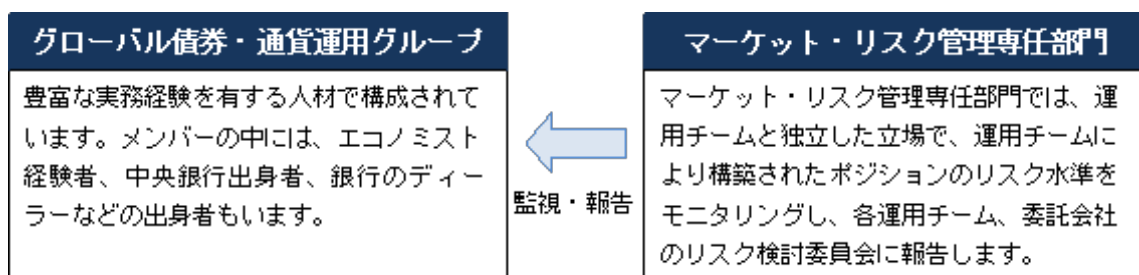 グローバル債券・通貨運用グループ
豊富な実務経験を有する人材で構成されて
います。メンバーの中には、エコノミスト
経験者、中央銀行出身者、銀行のディー
ラーなどの出身者もいます。
監視・報告
マーケット・リスク管理専任部門
マーケット・リスク管理専任部門では、運
用チームと独立した立場で、運用チームに
より構築されたポジションのリスク水準を
モニタリングし、各運用チーム、委託会社
のリスク検討委員会に報告します。